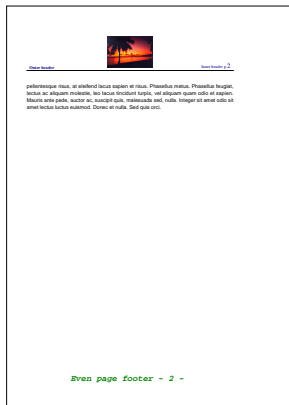 Outer header
Inner header p 2
pellentesque risus, at eleifend lacus sapien et risus. Phasellus metus. Phasellus feugiat,
lectus ac aliquam molestie, leo lacus tincidunt turpis, vel aliquam quam odio et sapien.
Mauris ante pede, auctor ac, suscipit quis, malesuada sed, nulla. Integer sit amet odio sit
amet lectus luctus euismod. Donec et nulla. Sed quis orci.
Even page footer - 2 -